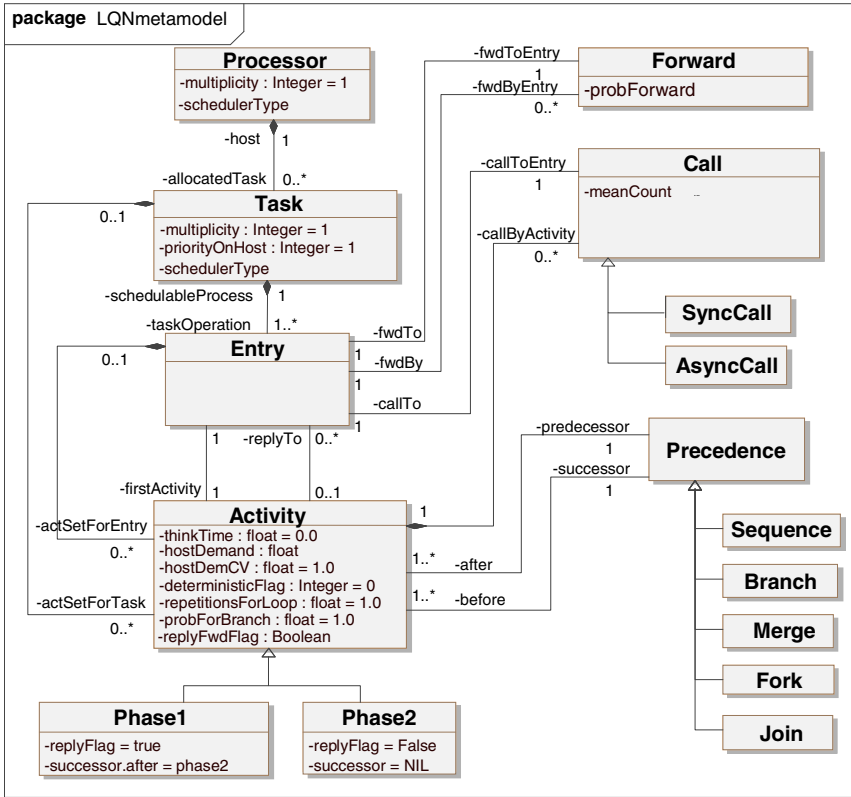 package LQNmetamodel
Processor
-multiplicity : Integer = 1
-schedulerType
-host
1
-allocatedTask
0..*
Task
-multiplicity : Integer = 1
-priorityOnHost : Integer = 1
-schedulerType
0..1
-schedulableProcess
1
-taskOperation
1..*
Entry
0..1
-fwdToEntry
1
-fwdByEntry
0..*
Forward
-probForward
-callToEntry
1
-callByActivity
0..*
Call
-meanCount ...
SyncCall
AsyncCall
-fwdTo
1
-fwdBy
1
-callTo
1
1
-replyTo
0..*
-firstActivity
1
0..1
-predecessor
1
-successor
1
Precedence
Sequence
Branch
Merge
Fork
Join
Activity
-thinkTime : float = 0.0
-hostDemand : float
-hostDemCV : float = 1.0
-deterministicFlag : Integer = 0
-repetitionsForLoop : float = 1.0
-probForBranch : float = 1.0
-replyFwdFlag : Boolean
1
1..*
-after
1..*
-before
-actSetForEntry
0..*
-actSetForTask
0..*
Phase1
-replyFlag = true
-successor.after = phase2
Phase2
-replyFlag = False
-successor = NIL